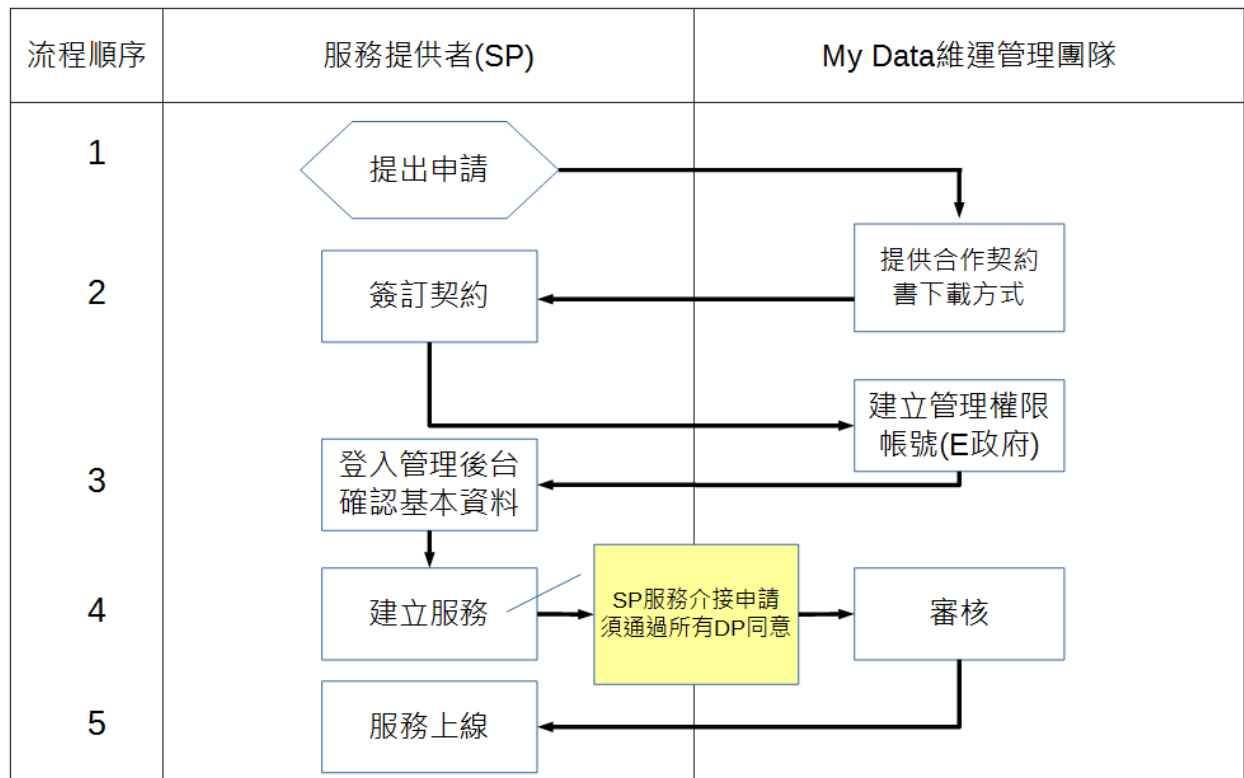 流程順序
服務提供者(SP)
My Data維運管理團隊
1
提出申請
提供合作契約
書下載方式
2
簽訂契約
建立管理權限
帳號(E政府)
3
登入管理後台
確認基本資料
4
建立服務
SP服務介接申請
須通過所有DP同意
審核
5
服務上線